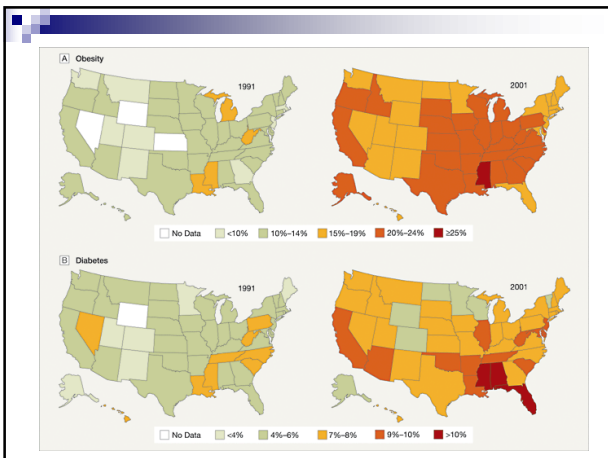 A Obesity
1991
2001
No Data <10% 10%–14% 15%–19% 20%–24% ≥25%
B Diabetes
1991
2001
No Data <4% 4%–6% 7%–8% 9%–10% >10%